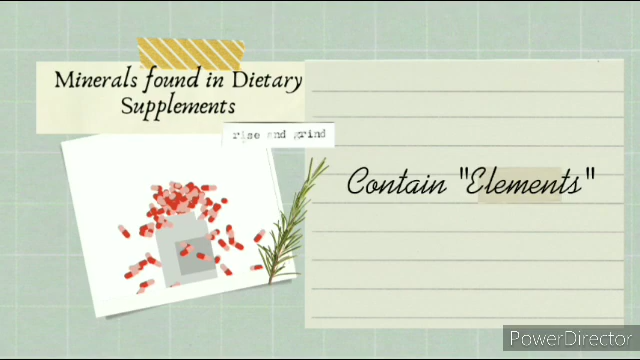 Minerals found in Dietary
Supplements
rise and grind
Contain "Elements"
PowerDirector